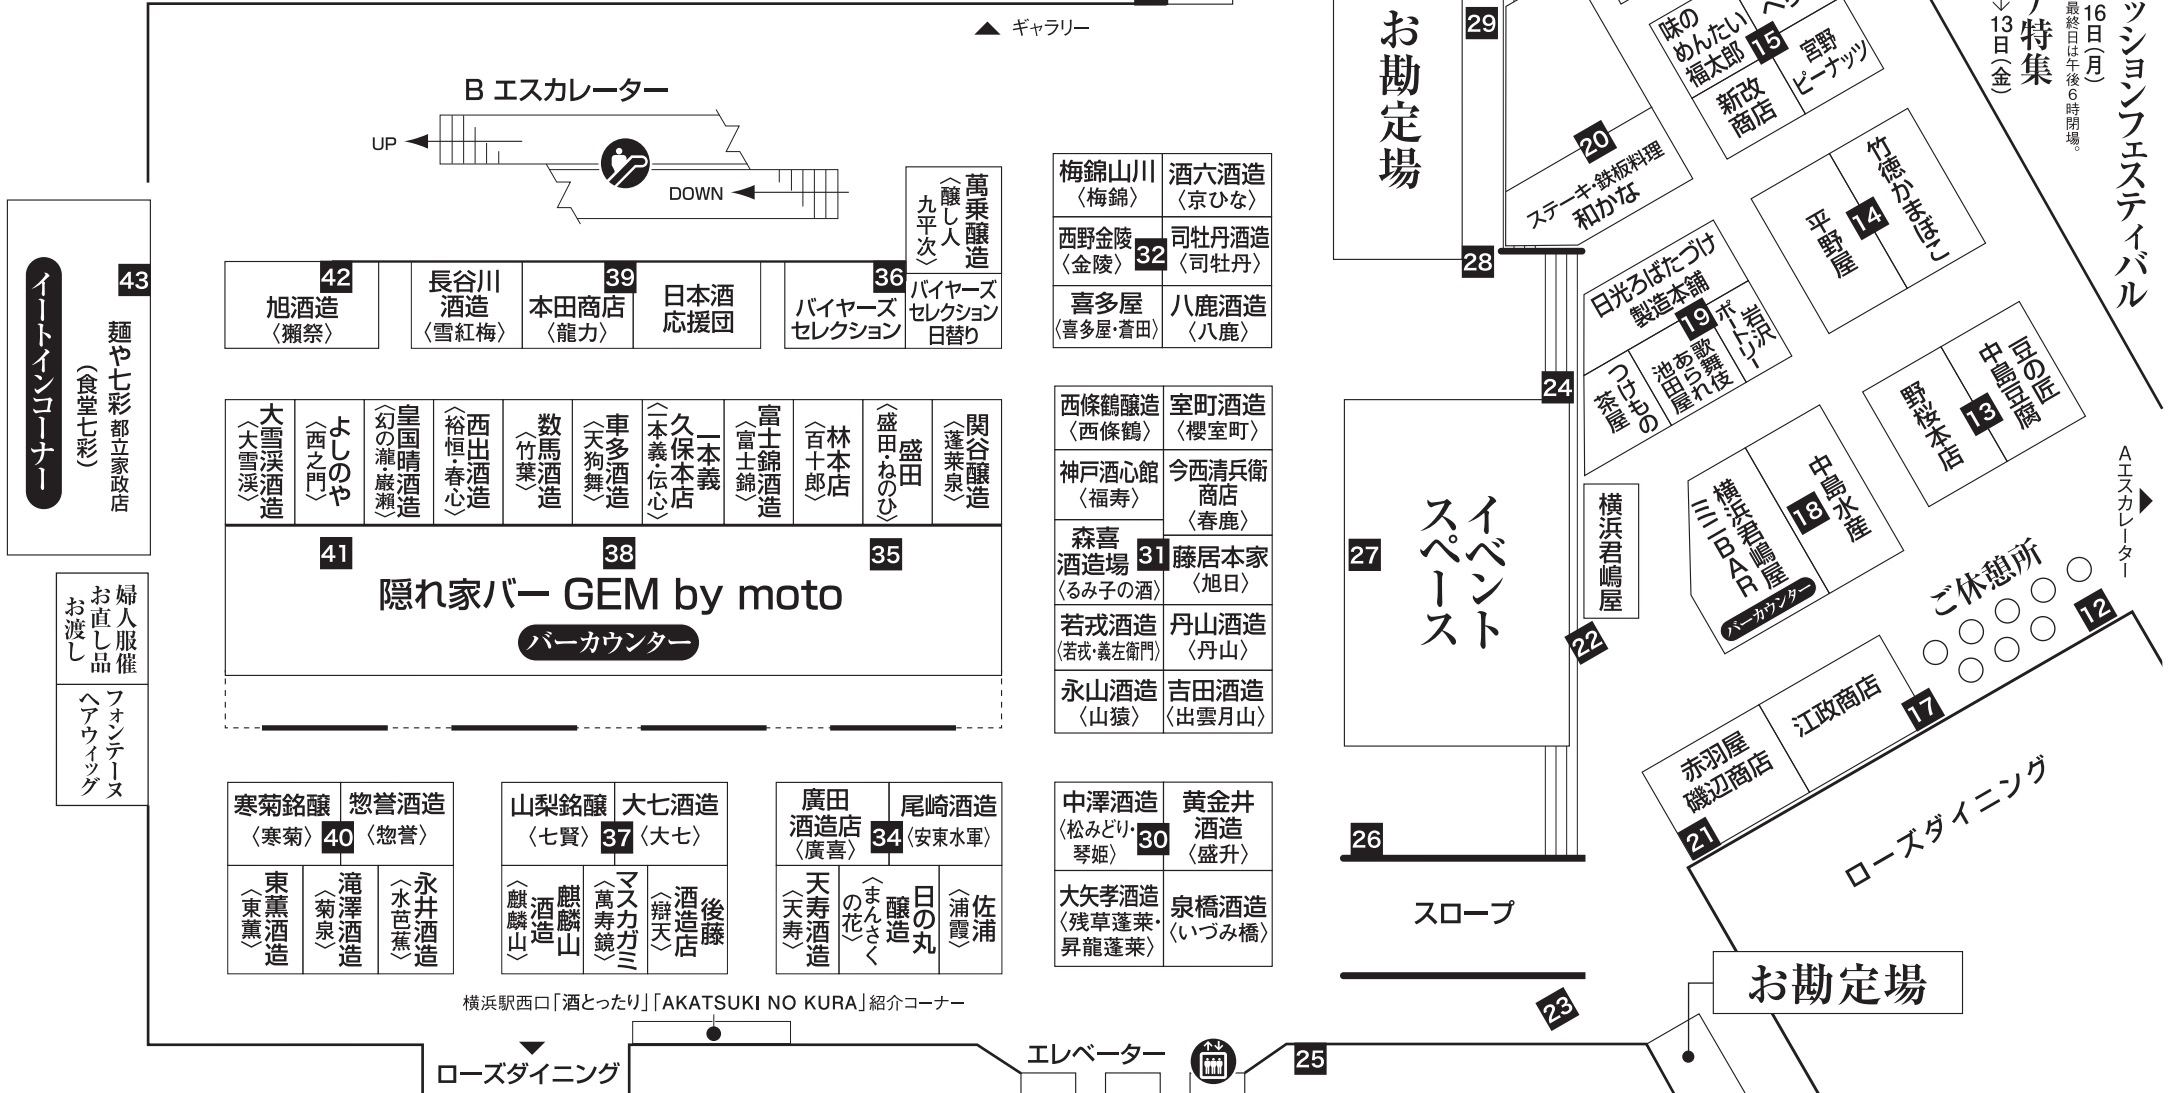 ギャラリー
B エスカレーター
UP
DOWN
43
イートインコーナー
麺や七彩 都立家政店
（食堂七彩）
婦人服催
お直し品
お渡し
フォンテーヌ
ヘアウィッグ
42
旭酒造
〈獺祭〉
長谷川
酒造
〈雪紅梅〉
39
本田商店
〈龍力〉
日本酒
応援団
36
バイヤーズ
セレクション
萬乗醸造
〈醸し人
九平次〉
バイヤーズ
セレクション
日替り
大雪渓酒造
〈大雪渓〉
よしのや
〈西之門〉
皇国晴酒造
〈幻の瀧・巌瀬〉
西出酒造
〈裕恒・春心〉
数馬酒造
〈竹葉〉
車多酒造
〈天狗舞〉
一本義
久保本店
〈一本義・伝心〉
富士錦酒造
〈富士錦〉
林本店
〈百十郎〉
盛田
〈盛田・ねのひ〉
関谷醸造
〈蓬莱泉〉
41
38
35
隠れ家バー GEM by moto
バーカウンター
寒菊銘醸
〈寒菊〉
40
惣誉酒造
〈惣誉〉
東薫酒造
〈東薫〉
滝澤酒造
〈菊泉〉
永井酒造
〈水芭蕉〉
山梨銘醸
〈七賢〉
37
大七酒造
〈大七〉
麒麟山
酒造
〈麒麟山〉
マスカガミ
〈萬寿鏡〉
後藤
酒造店
〈辯天〉
廣田
酒造店
〈廣喜〉
34
尾崎酒造
〈安東水軍〉
天寿酒造
〈天寿〉
日の丸
醸造
〈まんさく
の花〉
佐浦
〈浦霞〉
横浜駅西口「酒とったり」「AKATSUKI NO KURA」紹介コーナー
ローズダイニング
エレベーター
25
梅錦山川
〈梅錦〉
酒六酒造
〈京ひな〉
西野金陵
〈金陵〉
32
司牡丹酒造
〈司牡丹〉
喜多屋
〈喜多屋・蒼田〉
八鹿酒造
〈八鹿〉
西條鶴醸造
〈西條鶴〉
室町酒造
〈櫻室町〉
神戸酒心館
〈福寿〉
今西清兵衛
商店
〈春鹿〉
森喜
酒造場
〈るみ子の酒〉
31
藤居本家
〈旭日〉
若戎酒造
〈若戎・義左衛門〉
丹山酒造
〈丹山〉
永山酒造
〈山猿〉
吉田酒造
〈出雲月山〉
中澤酒造
〈松みどり・
琴姫〉
30
黄金井
酒造
〈盛升〉
大矢孝酒造
〈残草蓬莱・
昇龍蓬莱〉
泉橋酒造
〈いづみ橋〉
お勘定場
29
28
24
27
イベント
スペース
横浜君嶋屋
22
26
スロープ
23
お勘定場
20
ステーキ・鉄板料理
和かな
味の
めんたい
福太郎
15
宮野
ピーナッツ
新改
商店
竹徳かまぼこ
14
平野屋
日光ろばたづけ
製造本舗
19
岩沢
ポートリー
歌舞伎
あられ
池田屋
つけもの
茶屋
豆の匠
中島豆腐
13
野桜本店
中島水産
18
横浜君嶋屋
ミニBAR
バーカウンター
ご休憩所
12
Aエスカレーター
17
江政商店
赤羽屋
磯辺商店
21
ローズダイニング
ッションフェスティバル
16日（月）
最終日は午後6時閉場。
特集
13日（金）